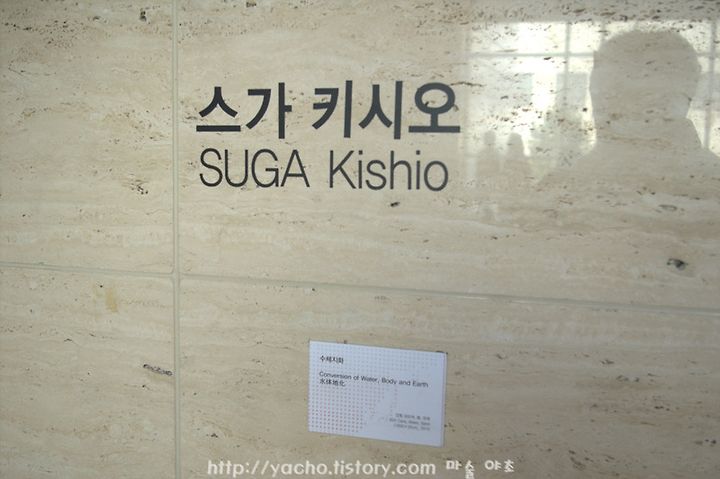 스가 키시오
SUGA Kishio
수체지화
Conversion of Water, Body and Earth
水体地化
http://yacho.tistory.com 마술 야초